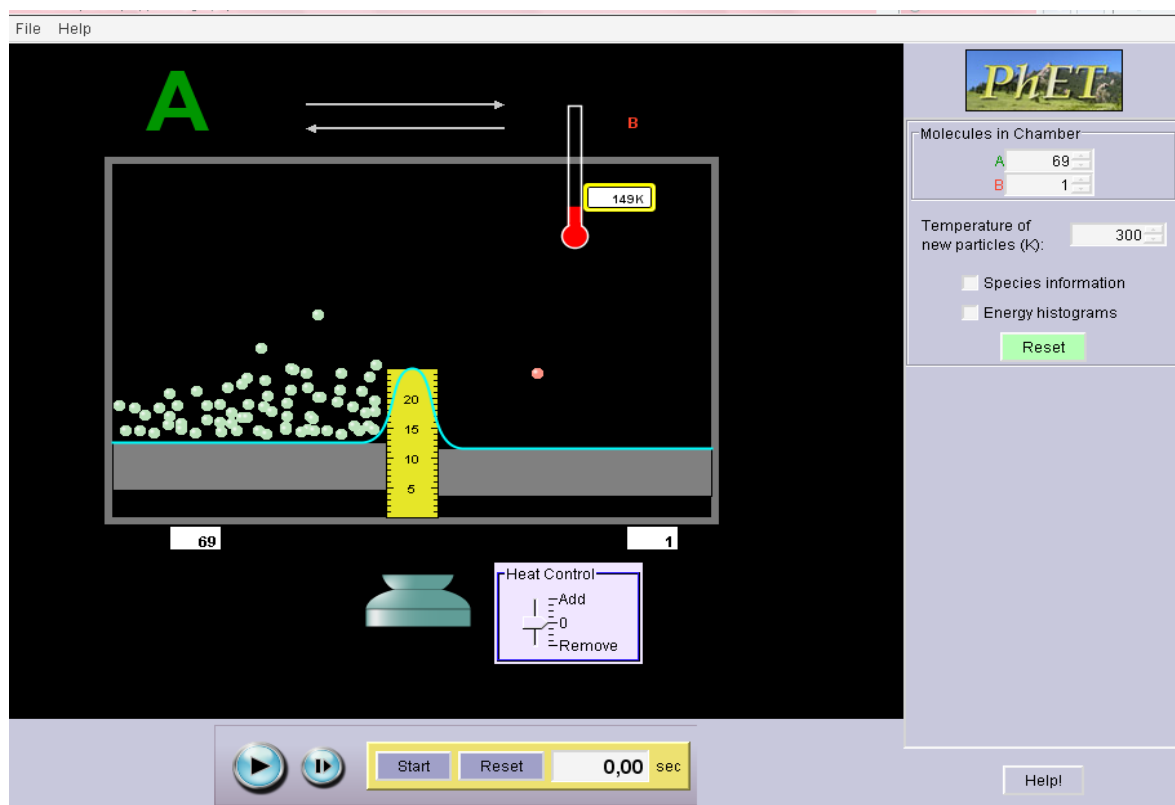 File Help
A
B
149K
20
15
10
5
69
1
Heat Control
Add
0
Remove
Start Reset 0,00 sec
PhET
Molecules in Chamber
A 69
B 1
Temperature of
new particles (K): 300
Species information
Energy histograms
Reset
Help!